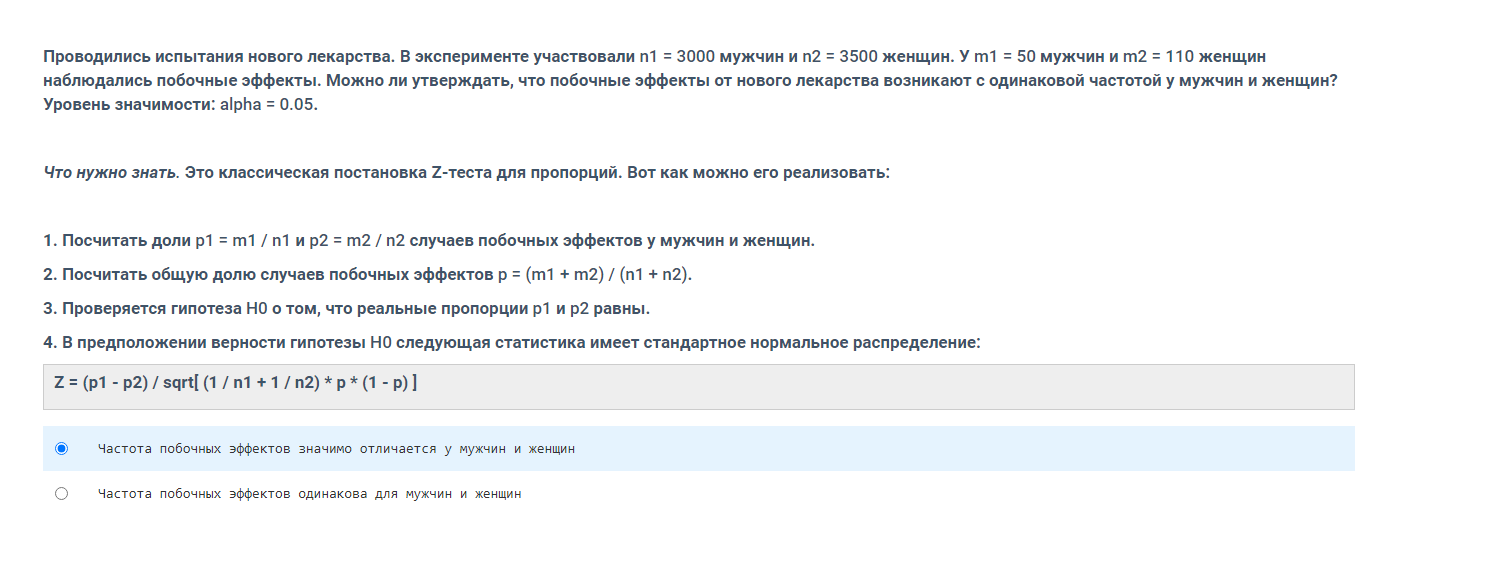 Проводились испытания нового лекарства. В эксперименте участвовали n1 = 3000 мужчин и n2 = 3500 женщин. У m1 = 50 мужчин и m2 = 110 женщин
наблюдались побочные эффекты. Можно ли утверждать, что побочные эффекты от нового лекарства возникают с одинаковой частотой у мужчин и женщин?
Уровень значимости: alpha = 0.05.
Что нужно знать. Это классическая постановка Z-теста для пропорций. Вот как можно его реализовать:
1. Посчитать доли p1 = m1 / n1 и p2 = m2 / n2 случаев побочных эффектов у мужчин и женщин.
2. Посчитать общую долю случаев побочных эффектов p = (m1 + m2) / (n1 + n2).
3. Проверяется гипотеза H0 о том, что реальные пропорции p1 и p2 равны.
4. В предположении верности гипотезы H0 следующая статистика имеет стандартное нормальное распределение:
Z = (p1 - p2) / sqrt[ (1 / n1 + 1 / n2) * p * (1 - p) ]
Частота побочных эффектов значимо отличается у мужчин и женщин
Частота побочных эффектов одинакова для мужчин и женщин